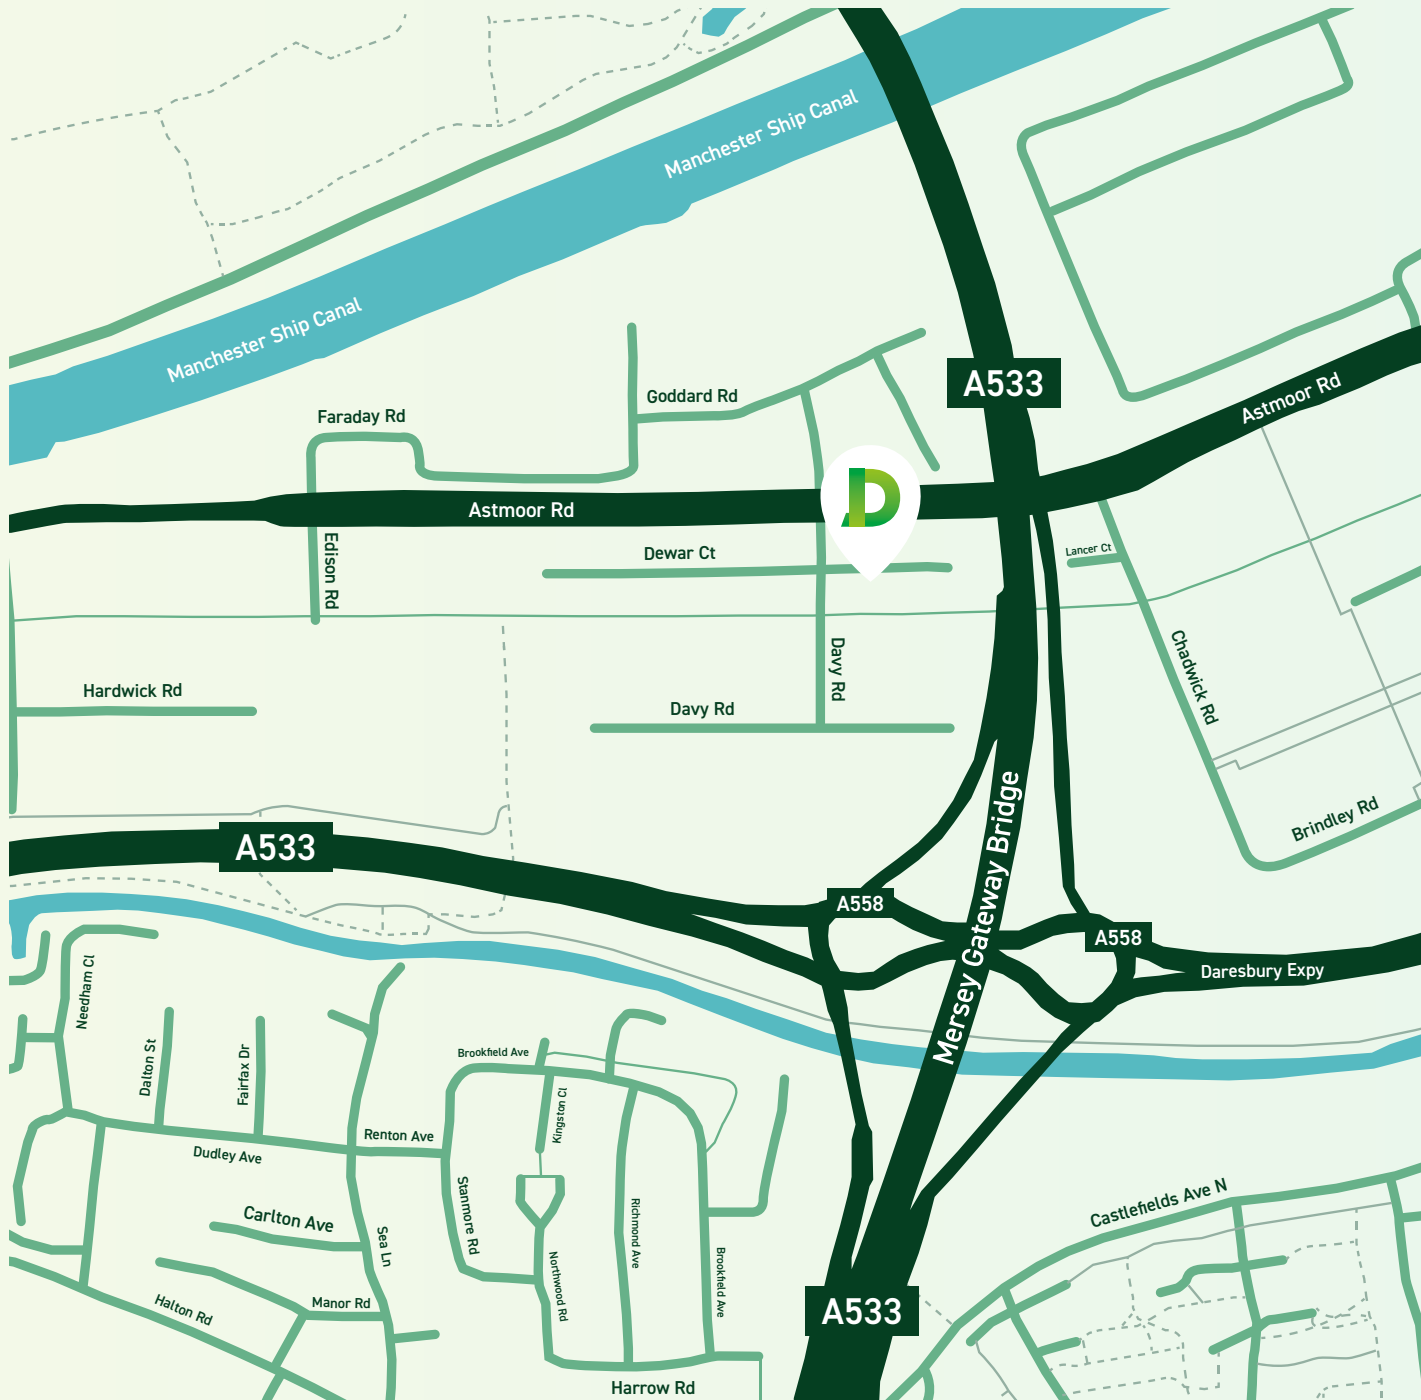 Manchester Ship Canal
Manchester Ship Canal
A533
Astmoor Rd
Goddard Rd
Faraday Rd
D
Astmoor Rd
Edison Rd
Dewar Ct
Lancer Ct
Davy Rd
Chadwick Rd
Hardwick Rd
Davy Rd
Brindley Rd
A533
Mersey Gateway Bridge
A558
A558
Daresbury Expy
Needham Cl
Dalton St
Fairfax Dr
Brookfield Ave
Kingston Cl
Renton Ave
Dudley Ave
Stanmore Rd
Richmond Ave
Castlefields Ave N
Carlton Ave
Sea Ln
Northwood Rd
Brookfield Ave
Halton Rd
Manor Rd
A533
Harrow Rd